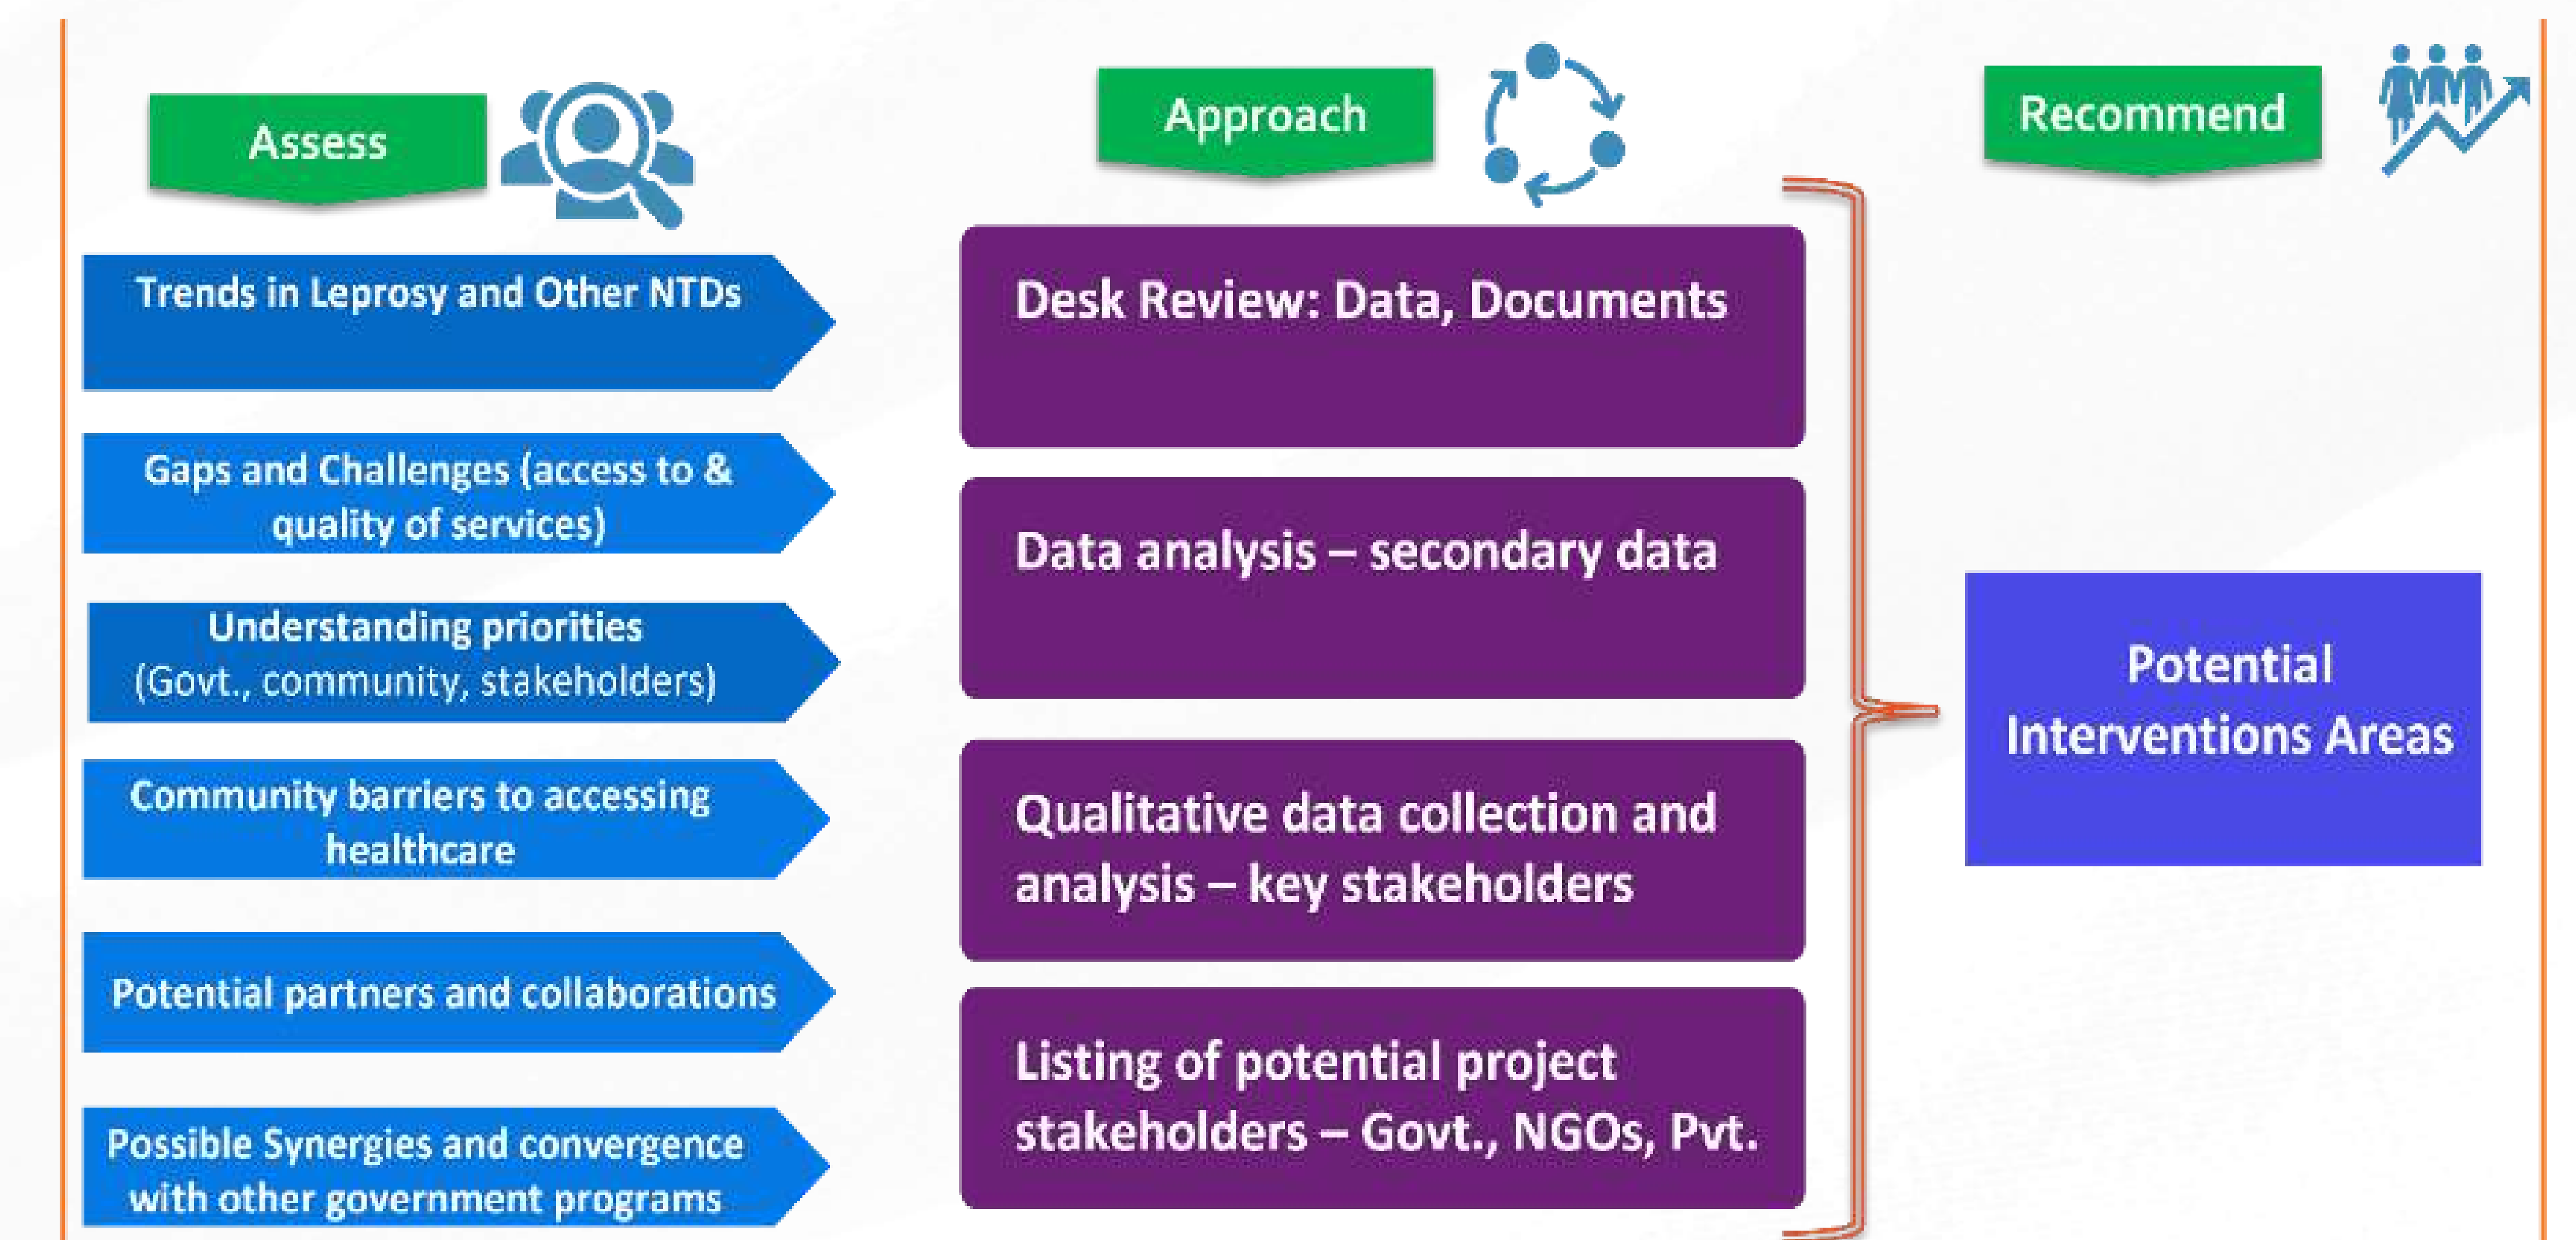 Assess
Trends in Leprosy and Other NTDs
Gaps and Challenges (access to &
quality of services)
Understanding priorities
(Govt., community, stakeholders)
Community barriers to accessing
healthcare
Potential partners and collaborations
Possible Synergies and convergence
with other government programs
Approach
Desk Review: Data, Documents
Data analysis – secondary data
Qualitative data collection and
analysis – key stakeholders
Listing of potential project
stakeholders – Govt., NGOs, Pvt.
Recommend
Potential
Interventions Areas